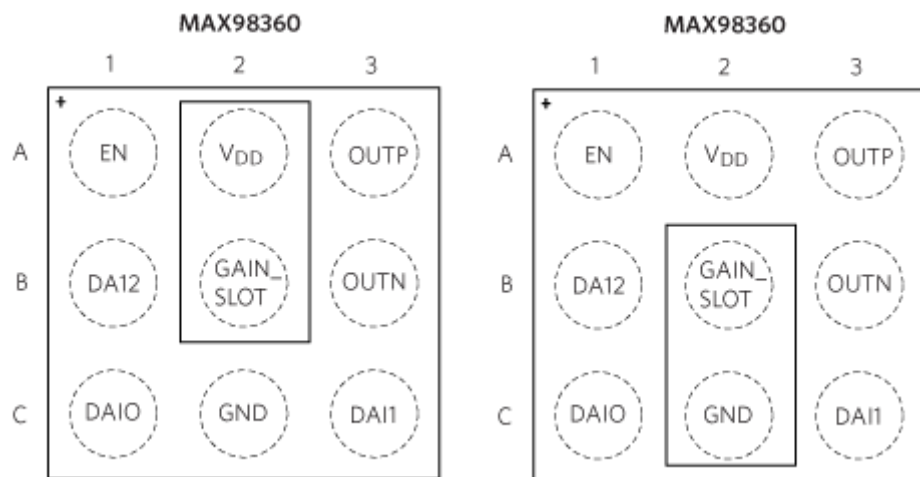 MAX98360
1 2 3
+
A EN VDD OUTP
B DA12 GAIN_
SLOT OUTN
C DAIO GND DAI1
MAX98360
1 2 3
+
A EN VDD OUTP
B DA12 GAIN_
SLOT OUTN
C DAIO GND DAI1